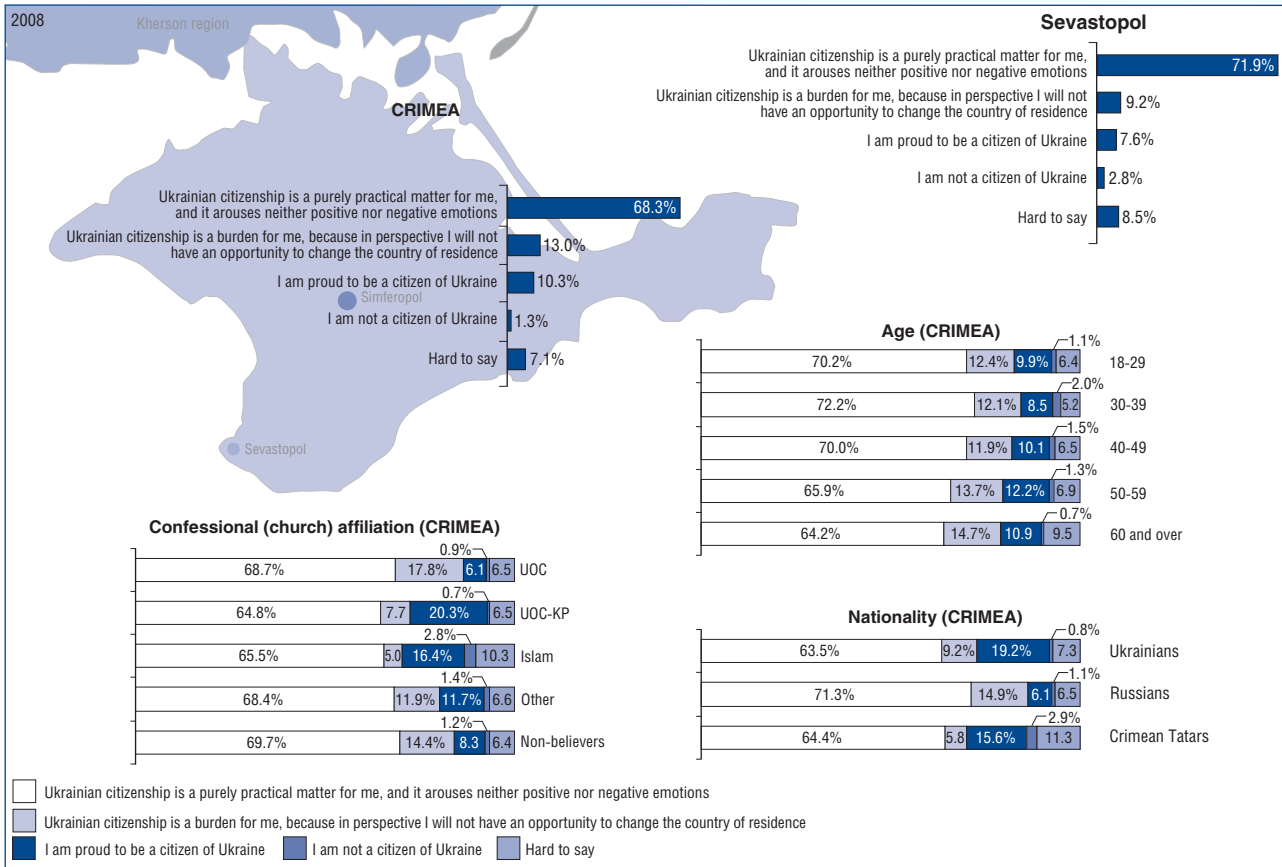 2008
Kherson region
CRIMEA
Simferopol
Sevastopol
Ukrainian citizenship is a purely practical matter for me,
and it arouses neither positive nor negative emotions
68.3%
Ukrainian citizenship is a burden for me, because in perspective I will not
have an opportunity to change the country of residence
13.0%
I am proud to be a citizen of Ukraine
10.3%
I am not a citizen of Ukraine
1.3%
Hard to say
7.1%
Sevastopol
Ukrainian citizenship is a purely practical matter for me,
and it arouses neither positive nor negative emotions
71.9%
Ukrainian citizenship is a burden for me, because in perspective I will not
have an opportunity to change the country of residence
9.2%
I am proud to be a citizen of Ukraine
7.6%
I am not a citizen of Ukraine
2.8%
Hard to say
8.5%
Age (CRIMEA)
1.1%
70.2% 12.4% 9.9% 6.4 18-29
2.0%
72.2% 12.1% 8.5 5.2 30-39
1.5%
70.0% 11.9% 10.1 6.5 40-49
1.3%
65.9% 13.7% 12.2% 6.9 50-59
0.7%
64.2% 14.7% 10.9 9.5 60 and over
Confessional (church) affiliation (CRIMEA)
0.9%
68.7% 17.8% 6.1 6.5 UOC
0.7%
64.8% 7.7 20.3% 6.5 UOC-KP
2.8%
65.5% 5.0 16.4% 10.3 Islam
1.4%
68.4% 11.9% 11.7% 6.6 Other
1.2%
69.7% 14.4% 8.3 6.4 Non-believers
Nationality (CRIMEA)
0.8%
63.5% 9.2% 19.2% 7.3 Ukrainians
1.1%
71.3% 14.9% 6.1 6.5 Russians
2.9%
64.4% 5.8 15.6% 11.3 Crimean Tatars
Ukrainian citizenship is a purely practical matter for me, and it arouses neither positive nor negative emotions
Ukrainian citizenship is a burden for me, because in perspective I will not have an opportunity to change the country of residence
I am proud to be a citizen of Ukraine I am not a citizen of Ukraine Hard to say